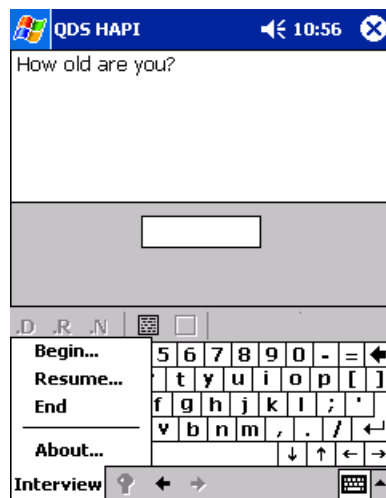 QDS HAPI 10:56
How old are you?
.D .R .N
Begin...
Resume...
End
About...
5 6 7 8 9 0 - =
t y u i o p [ ]
f g h j k l ; '
v b n m , . /
Interview